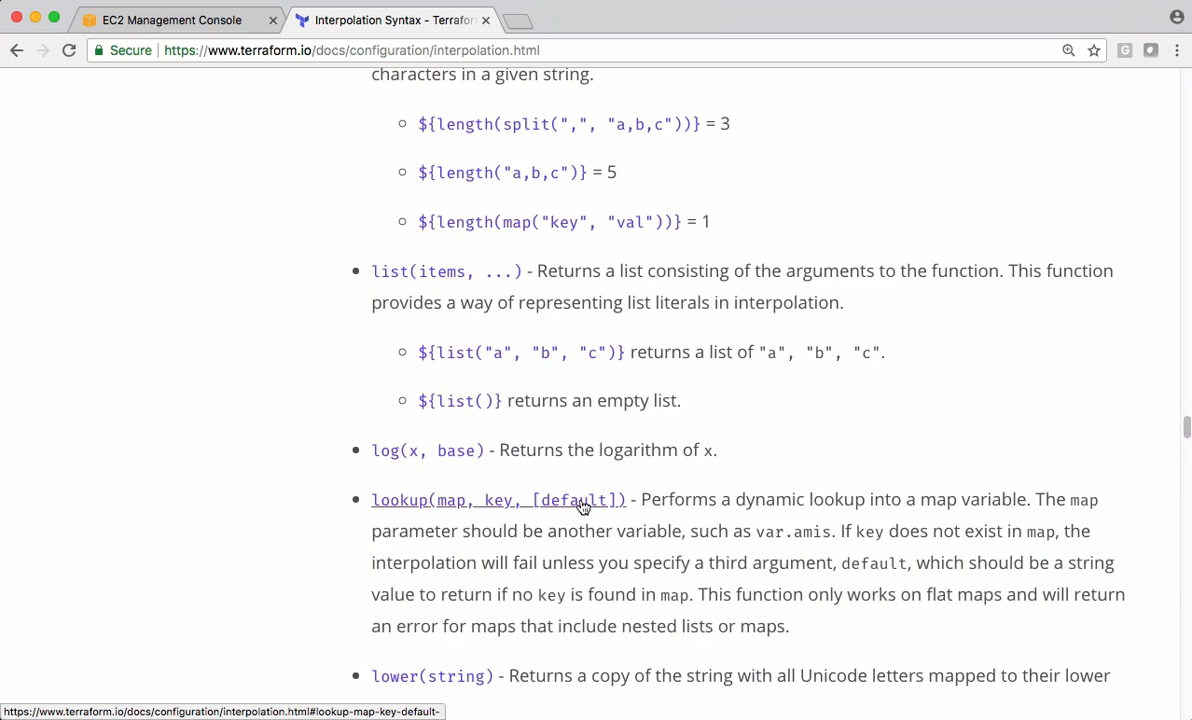 EC2 Management Console
Interpolation Syntax - Terrafor
Secure
https://www.terraform.io/docs/configuration/interpolation.html
G
characters in a given string.
${length(split(",", "a,b,c"))} = 3
${length("a,b,c")} = 5
${length(map("key", "val"))} = 1
list(items, ...) - Returns a list consisting of the arguments to the function. This function
provides a way of representing list literals in interpolation.
${list("a", "b", "c")} returns a list of "a", "b", "c".
${list()} returns an empty list.
log(x, base) - Returns the logarithm of x.
lookup(map, key, [default]) - Performs a dynamic lookup into a map variable. The map
parameter should be another variable, such as var.amis. If key does not exist in map, the
interpolation will fail unless you specify a third argument, default, which should be a string
value to return if no key is found in map. This function only works on flat maps and will return
an error for maps that include nested lists or maps.
lower(string) - Returns a copy of the string with all Unicode letters mapped to their lower
https://www.terraform.io/docs/configuration/interpolation.html#lookup-map-key-default-